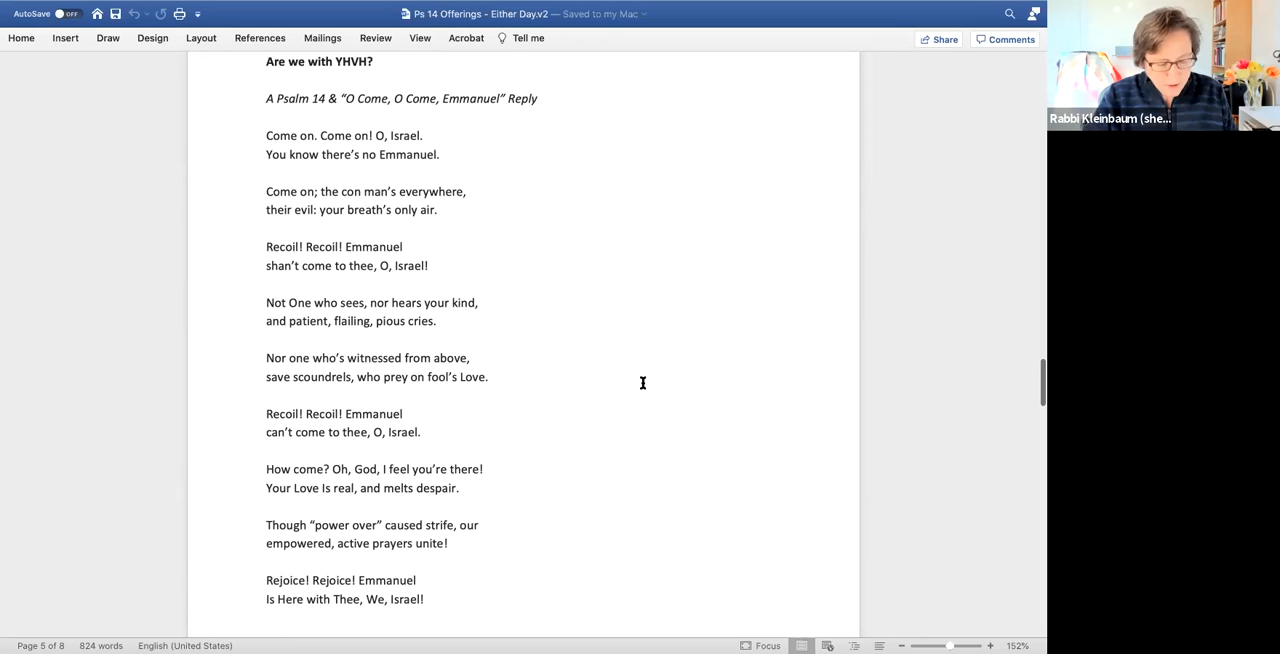 AutoSave OFF
Ps 14 Offerings - Either Day.v2 — Saved to my Mac
Home Insert Draw Design Layout References Mailings Review View Acrobat Tell me
Share Comments
Are we with YHVH?
A Psalm 14 & “O Come, O Come, Emmanuel” Reply
Come on. Come on! O, Israel.
You know there’s no Emmanuel.
Come on; the con man’s everywhere,
their evil: your breath’s only air.
Recoil! Recoil! Emmanuel
shan’t come to thee, O, Israel!
Not One who sees, nor hears your kind,
and patient, flailing, pious cries.
Nor one who’s witnessed from above,
save scoundrels, who prey on fool’s Love.
Recoil! Recoil! Emmanuel
can’t come to thee, O, Israel.
How come? Oh, God, I feel you’re there!
Your Love Is real, and melts despair.
Though “power over” caused strife, our
empowered, active prayers unite!
Rejoice! Rejoice! Emmanuel
Is Here with Thee, We, Israel!
Page 5 of 8 824 words English (United States) Focus 152%
Rabbi Kleinbaum (she...